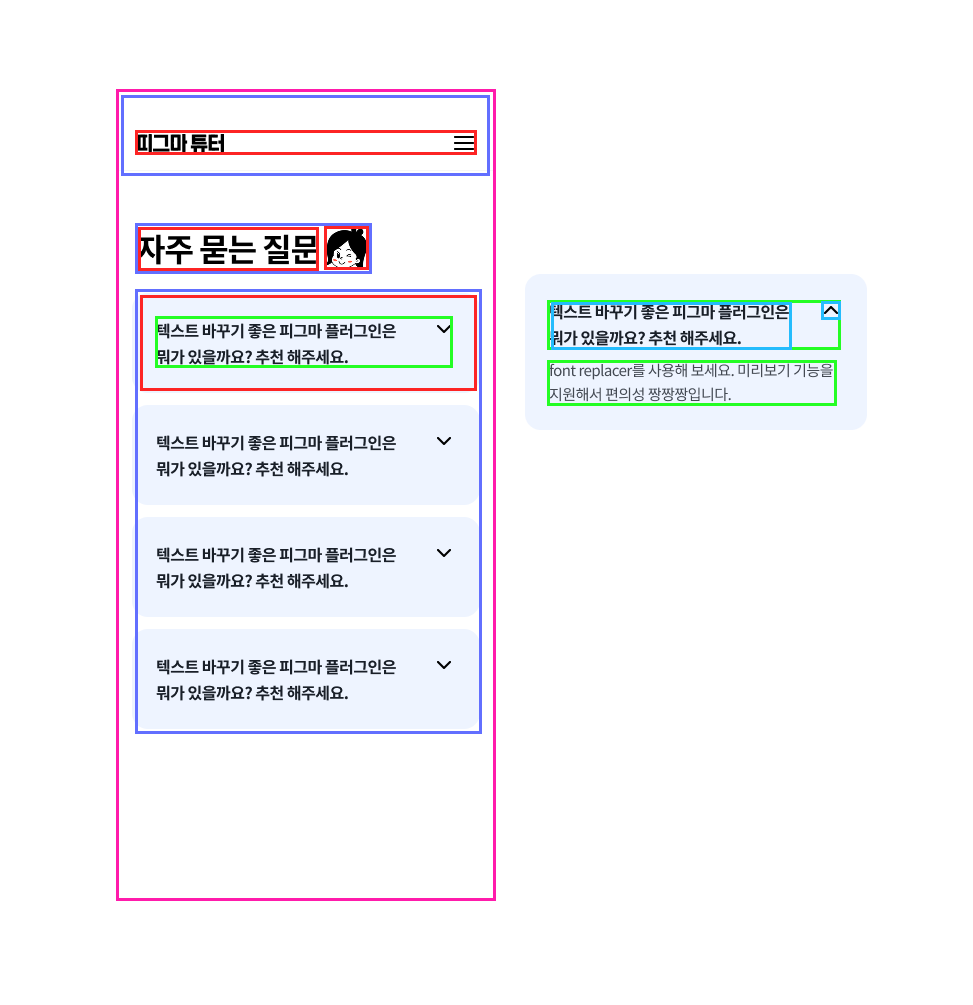 피그마 튜터
자주 묻는 질문
텍스트 바꾸기 좋은 피그마 플러그인은
뭐가 있을까요? 추천 해주세요.
텍스트 바꾸기 좋은 피그마 플러그인은
뭐가 있을까요? 추천 해주세요.
텍스트 바꾸기 좋은 피그마 플러그인은
뭐가 있을까요? 추천 해주세요.
텍스트 바꾸기 좋은 피그마 플러그인은
뭐가 있을까요? 추천 해주세요.
텍스트 바꾸기 좋은 피그마 플러그인은
뭐가 있을까요? 추천 해주세요.
font replacer를 사용해 보세요. 미리보기 기능을
지원해서 편의성 짱짱짱입니다.